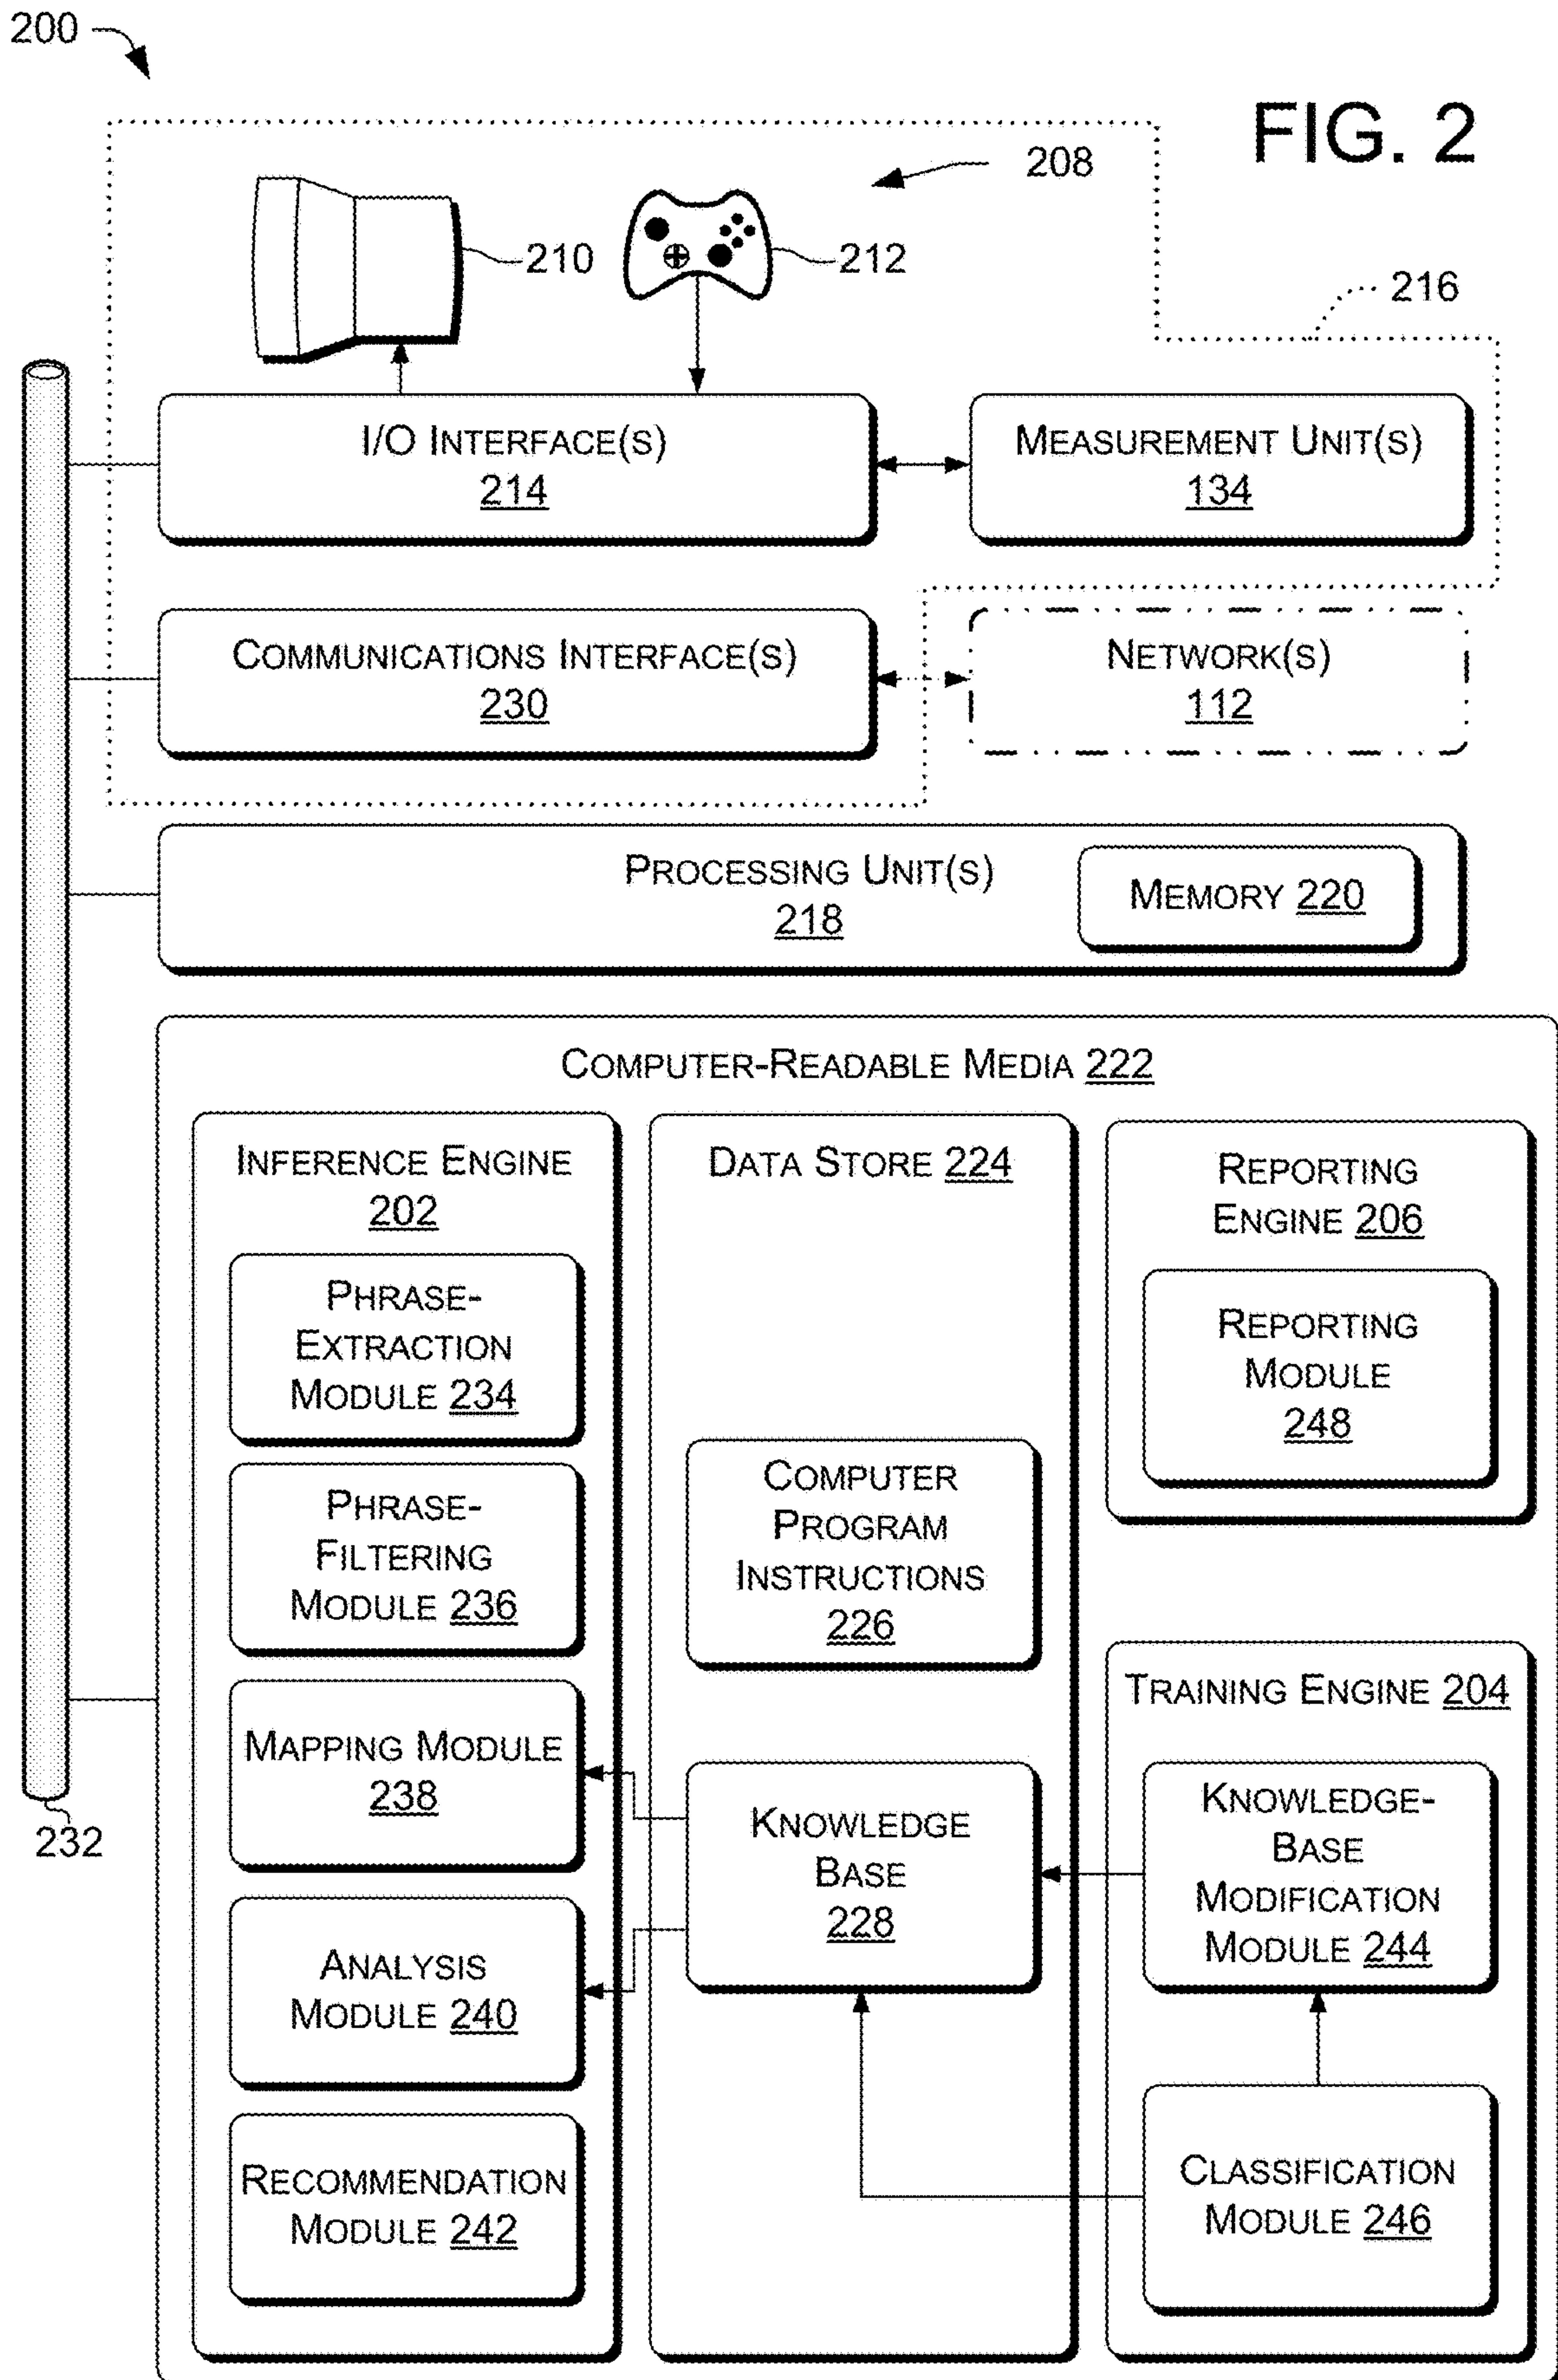 200
FIG. 2
208
210
212
216
I/O INTERFACE(S)
214
MEASUREMENT UNIT(S)
134
COMMUNICATIONS INTERFACE(S)
230
NETWORK(S)
112
PROCESSING UNIT(S)
218
MEMORY 220
COMPUTER-READABLE MEDIA 222
INFERENCE ENGINE
202
PHRASE-
EXTRACTION
MODULE 234
PHRASE-
FILTERING
MODULE 236
MAPPING MODULE
238
ANALYSIS
MODULE 240
RECOMMENDATION
MODULE 242
DATA STORE 224
COMPUTER
PROGRAM
INSTRUCTIONS
226
KNOWLEDGE
BASE
228
REPORTING
ENGINE 206
REPORTING
MODULE
248
TRAINING ENGINE 204
KNOWLEDGE-
BASE
MODIFICATION
MODULE 244
CLASSIFICATION
MODULE 246
232